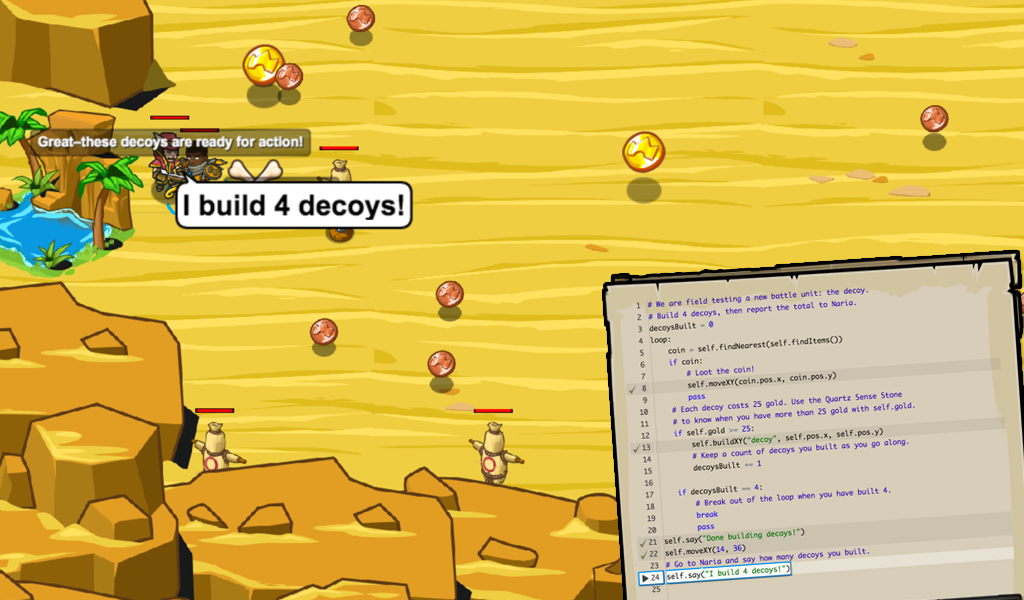 Great–these decoys are ready for action!
I build 4 decoys!
1 # We are field testing a new battle unit: the decoy.
2 # Build 4 decoys, then report the total to Naria.
3 decoysBuilt = 0
4 loop:
5 coin = self.findNearest(self.findItems())
6 if coin:
7 # Loot the coin!
8 self.moveXY(coin.pos.x, coin.pos.y)
9 pass
10 # Each decoy costs 25 gold. Use the Quartz Sense Stone
11 # to know when you have more than 25 gold with self.gold.
12 if self.gold >= 25:
13 self.buildXY("decoy", self.pos.x, self.pos.y)
14 # Keep a count of decoys you built as you go along.
15 decoysBuilt += 1
16
17 if decoysBuilt == 4:
18 # Break out of the loop when you have built 4.
19 break
20 pass
21 self.say("Done building decoys!")
22 self.moveXY(14, 36)
23 # Go to Naria and say how many decoys you built.
24 self.say("I build 4 decoys!")
25